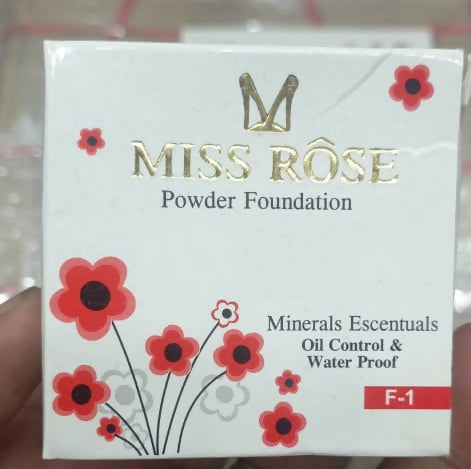 MISS RÔSE
Powder Foundation
Minerals Escentuals
Oil Control &
Water Proof
F-1